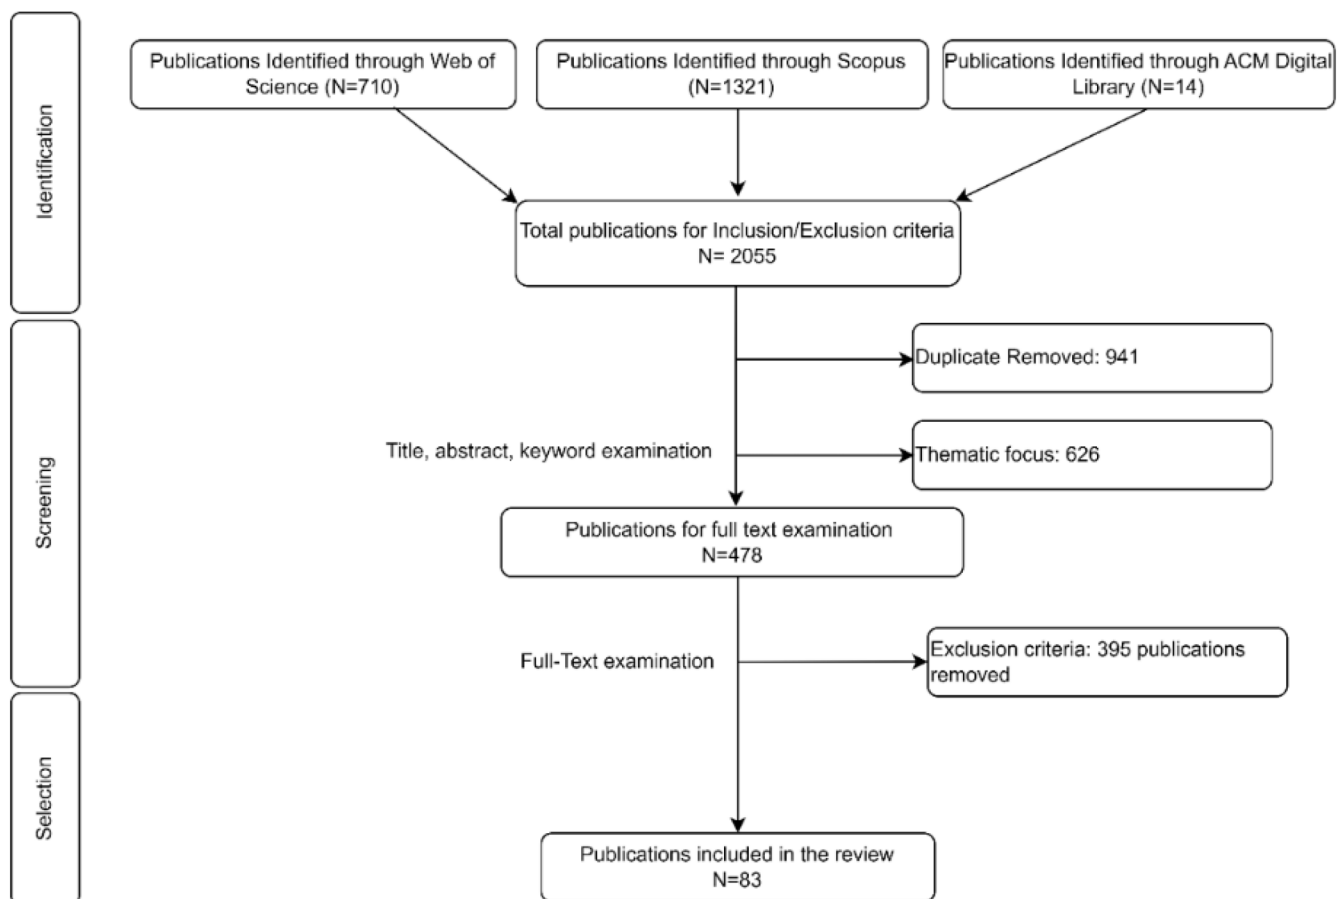 Identification
Publications Identified through Web of
Science (N=710)
Publications Identified through Scopus
(N=1321)
Publications Identified through ACM Digital
Library (N=14)
Total publications for Inclusion/Exclusion criteria
N= 2055
Screening
Duplicate Removed: 941
Title, abstract, keyword examination
Thematic focus: 626
Publications for full text examination
N=478
Full-Text examination
Exclusion criteria: 395 publications
removed
Selection
Publications included in the review
N=83